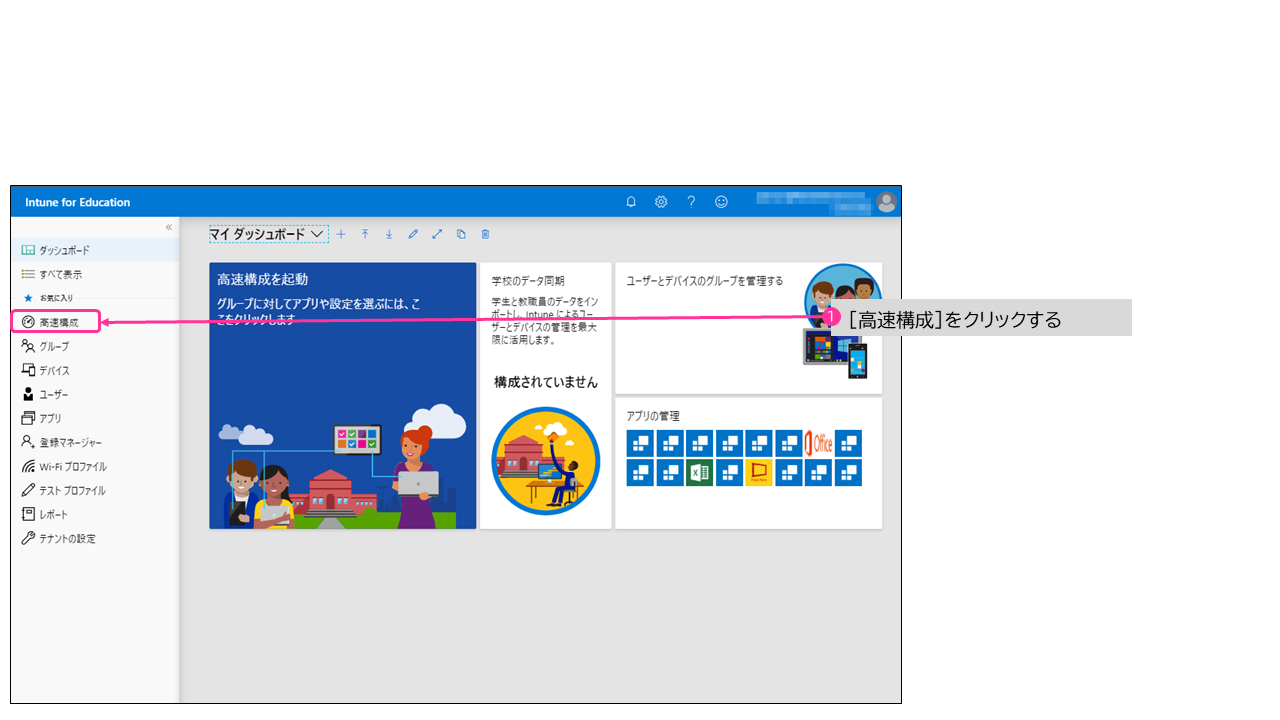 Intune for Education
«
ダッシュボード
すべて表示
お気に入り
高速構成
グループ
デバイス
ユーザー
アプリ
登録マネージャー
Wi-Fi プロファイル
テスト プロファイル
レポート
テナントの設定
マイ ダッシュボード
高速構成を起動
グループに対してアプリや設定を選ぶには、こ
こをクリックします
学校のデータ同期
学生と教職員のデータをイン
ポートし、Intune によるユー
ザーとデバイスの管理を最大
限に活用します。
構成されていません
ユーザーとデバイスのグループを管理する
アプリの管理
Office
1 [高速構成]をクリックする